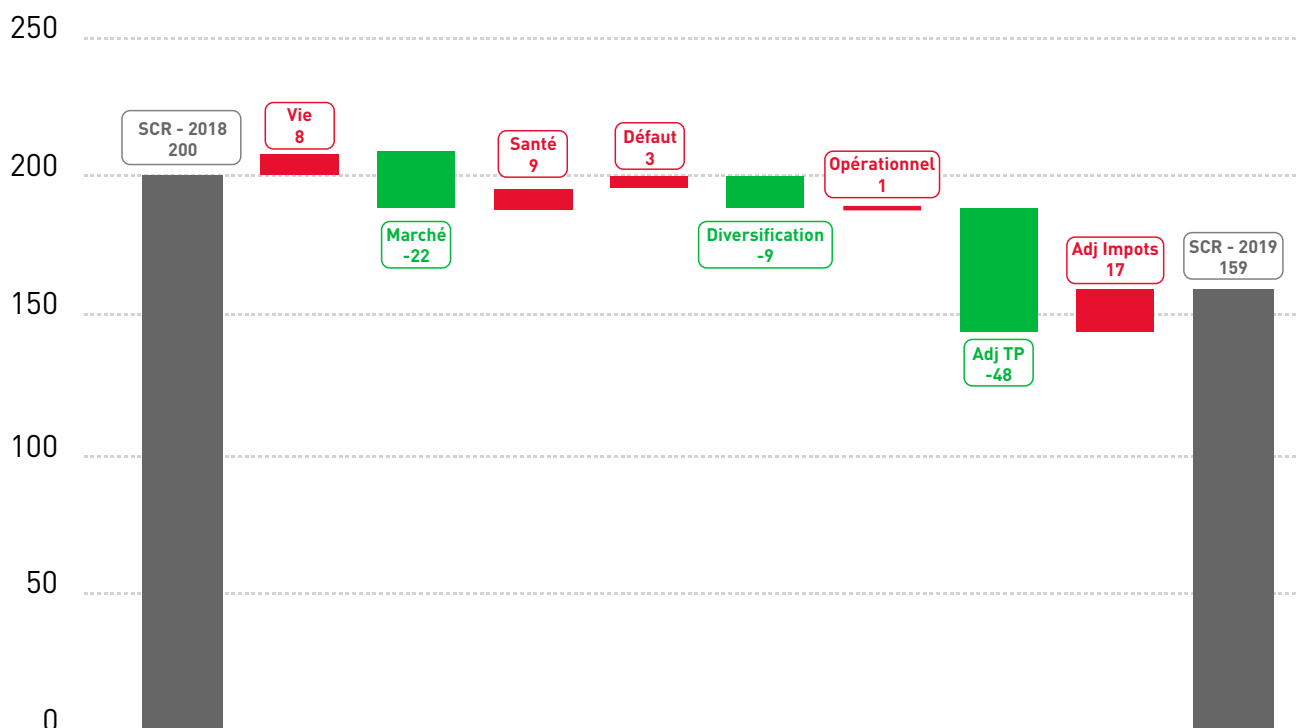 250
200
150
100
50
0
SCR - 2018
200
Vie
8
Marché
-22
Santé
9
Défaut
3
Diversification
-9
Opérationnel
1
Adj TP
-48
Adj Impots
17
SCR - 2019
159